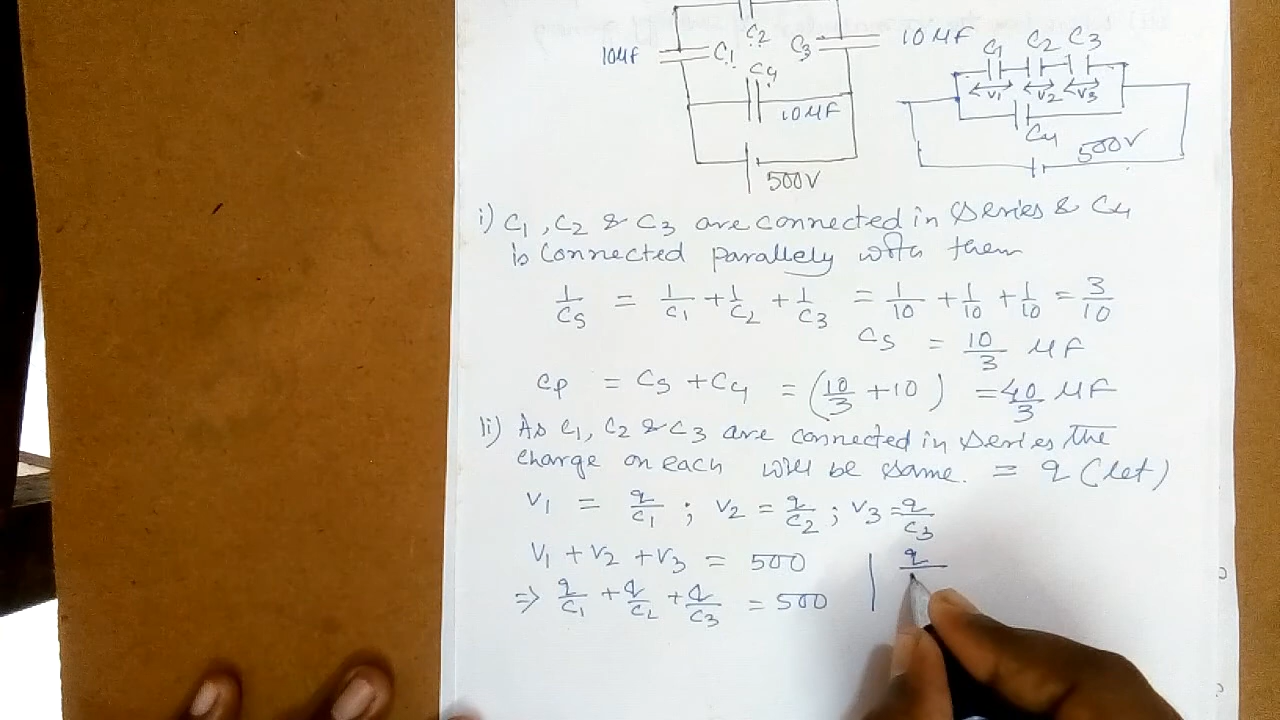 C2
10μF C1 C3 10μF
C4
10μF
500V
C1 C2 C3
V1 V2 V3
C4
500V
i) C1, C2 & C3 are connected in series & C4
is connected parallely with them
1/CS = 1/C1 + 1/C2 + 1/C3 = 1/10 + 1/10 + 1/10 = 3/10
CS = 10/3 μF
CP = CS + C4 = (10/3 + 10) = 40/3 μF
ii) As C1, C2 & C3 are connected in series the
charge on each will be same. = q (let)
V1 = q/C1 ; V2 = q/C2 ; V3 = q/C3
V1 + V2 + V3 = 500
⇒ q/C1 + q/C2 + q/C3 = 500
q